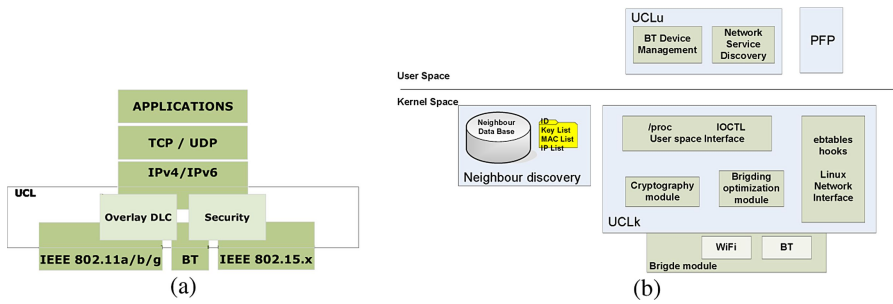 APPLICATIONS
TCP / UDP
IPv4/IPv6
UCL
Overlay DLC
Security
IEEE 802.11a/b/g
BT
IEEE 802.15.x
(a)
UCLu
BT Device
Management
Network
Service
Discovery
PFP
User Space
Kernel Space
Neighbour
Data Base
ID
Key List
MAC List
IP List
Neighbour discovery
/proc IOCTL
User space Interface
ebtables
hooks
Linux
Network
Interface
Cryptography
module
Brigding
optimization
module
UCLk
WiFi
BT
Brigde module
(b)